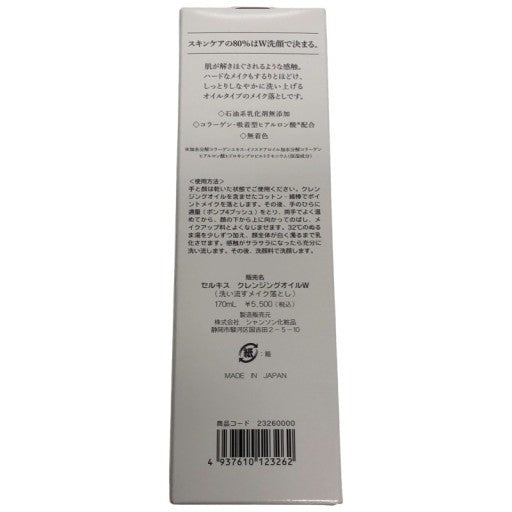 スキンケアの80%はW洗顔で決まる。
肌が解きほぐされるような感触。
ハードなメイクもするりとほどけ、
しっとりしなやかに洗い上げる
オイルタイプのメイク落としです。
◇石油系乳化剤無添加
◇コラーゲン・吸着型ヒアルロン酸※配合
◇無着色
<使用方法>
手と顔は乾いた状態でご使用ください。クレン
ジングオイルを含ませたコットン・綿棒でポイ
ントメイクを落とします。その後、手のひらに
適量(ポンプ4プッシュ)をとり、両手でよく温
めてから、顔の下から上に向かってのばし、メ
イクアップ料とよくなじませます。32℃のぬる
ま湯を少しずつ加え、顔全体が白く濁るまで乳
化させます。感触がサラサラになったら充分に
洗い流します。その後、洗顔料で洗顔します。
販売名
セルキス クレンジングオイルW
(洗い流すメイク落とし)
170mL ¥5,500(税込)
製造販売元
株式会社 シャンソン化粧品
静岡市駿河区国吉田2-5-10
紙:箱
MADE IN JAPAN
商品コード 23260000
4 937610 123262